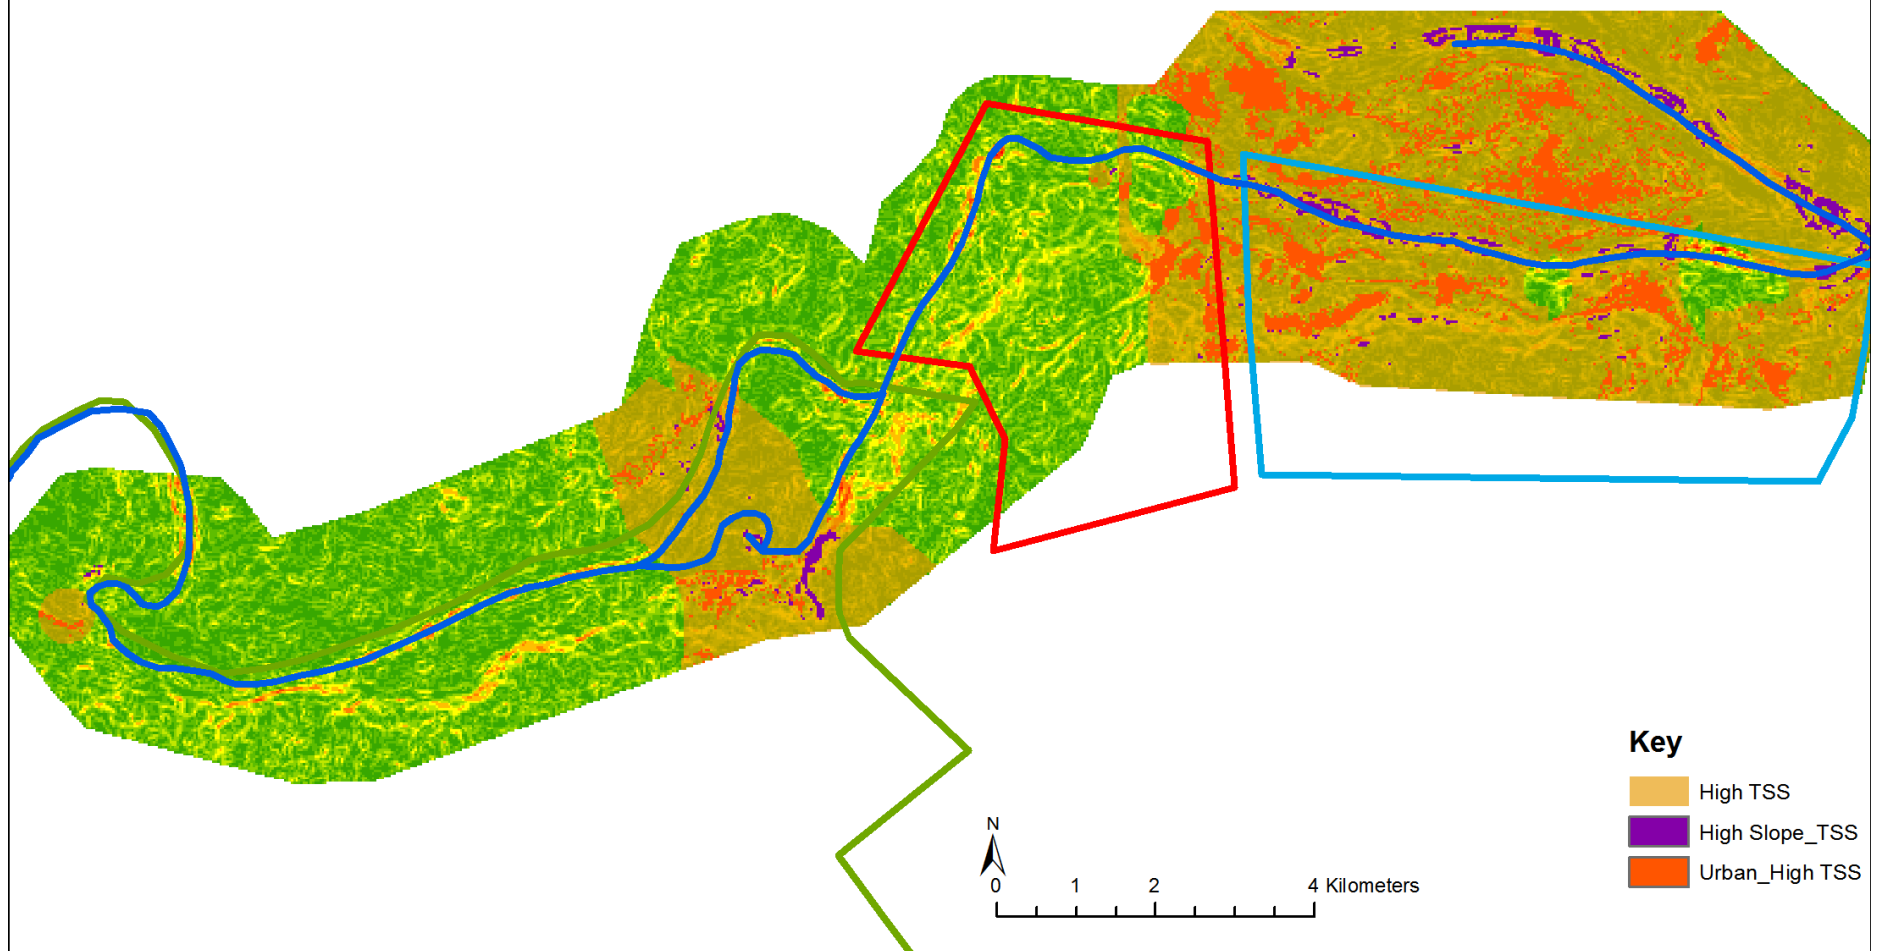 Key
High TSS
High Slope_TSS
Urban_High TSS
N
0 1 2 4 Kilometers